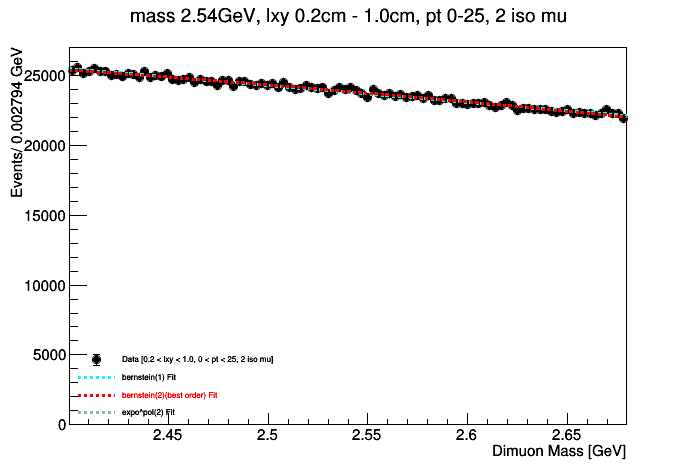 mass 2.54GeV, lxy 0.2cm - 1.0cm, pt 0-25, 2 iso mu
Events/ 0.002794 GeV
25000
20000
15000
10000
5000
0
Data [0.2 < lxy < 1.0, 0 < pt < 25, 2 iso mu]
bernstein(1) Fit
bernstein(2)(best order) Fit
expo^pol(2) Fit
2.45 2.5 2.55 2.6 2.65
Dimuon Mass [GeV]